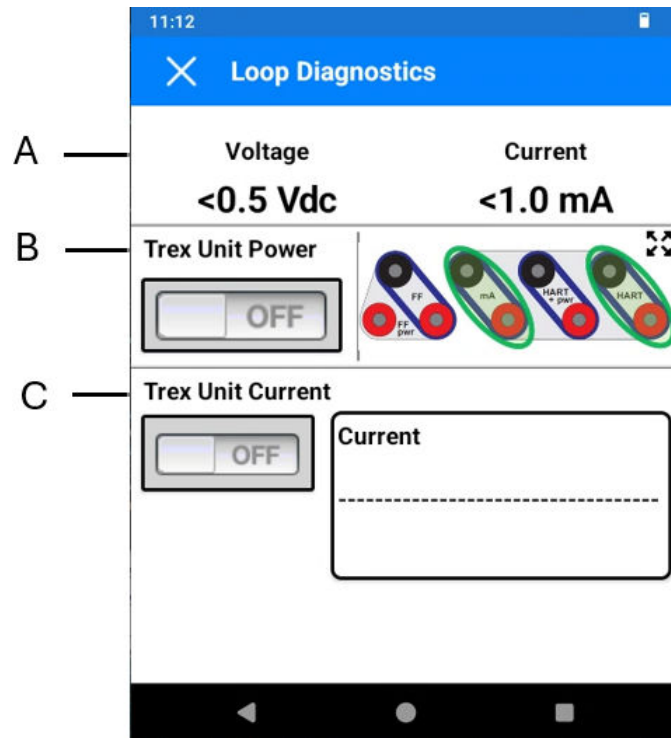 11:12
Loop Diagnostics
A
Voltage Current
<0.5 Vdc <1.0 mA
B
Trex Unit Power
OFF
FF
FF
pwr
mA
HART
+ pwr
HART
C
Trex Unit Current
OFF
Current